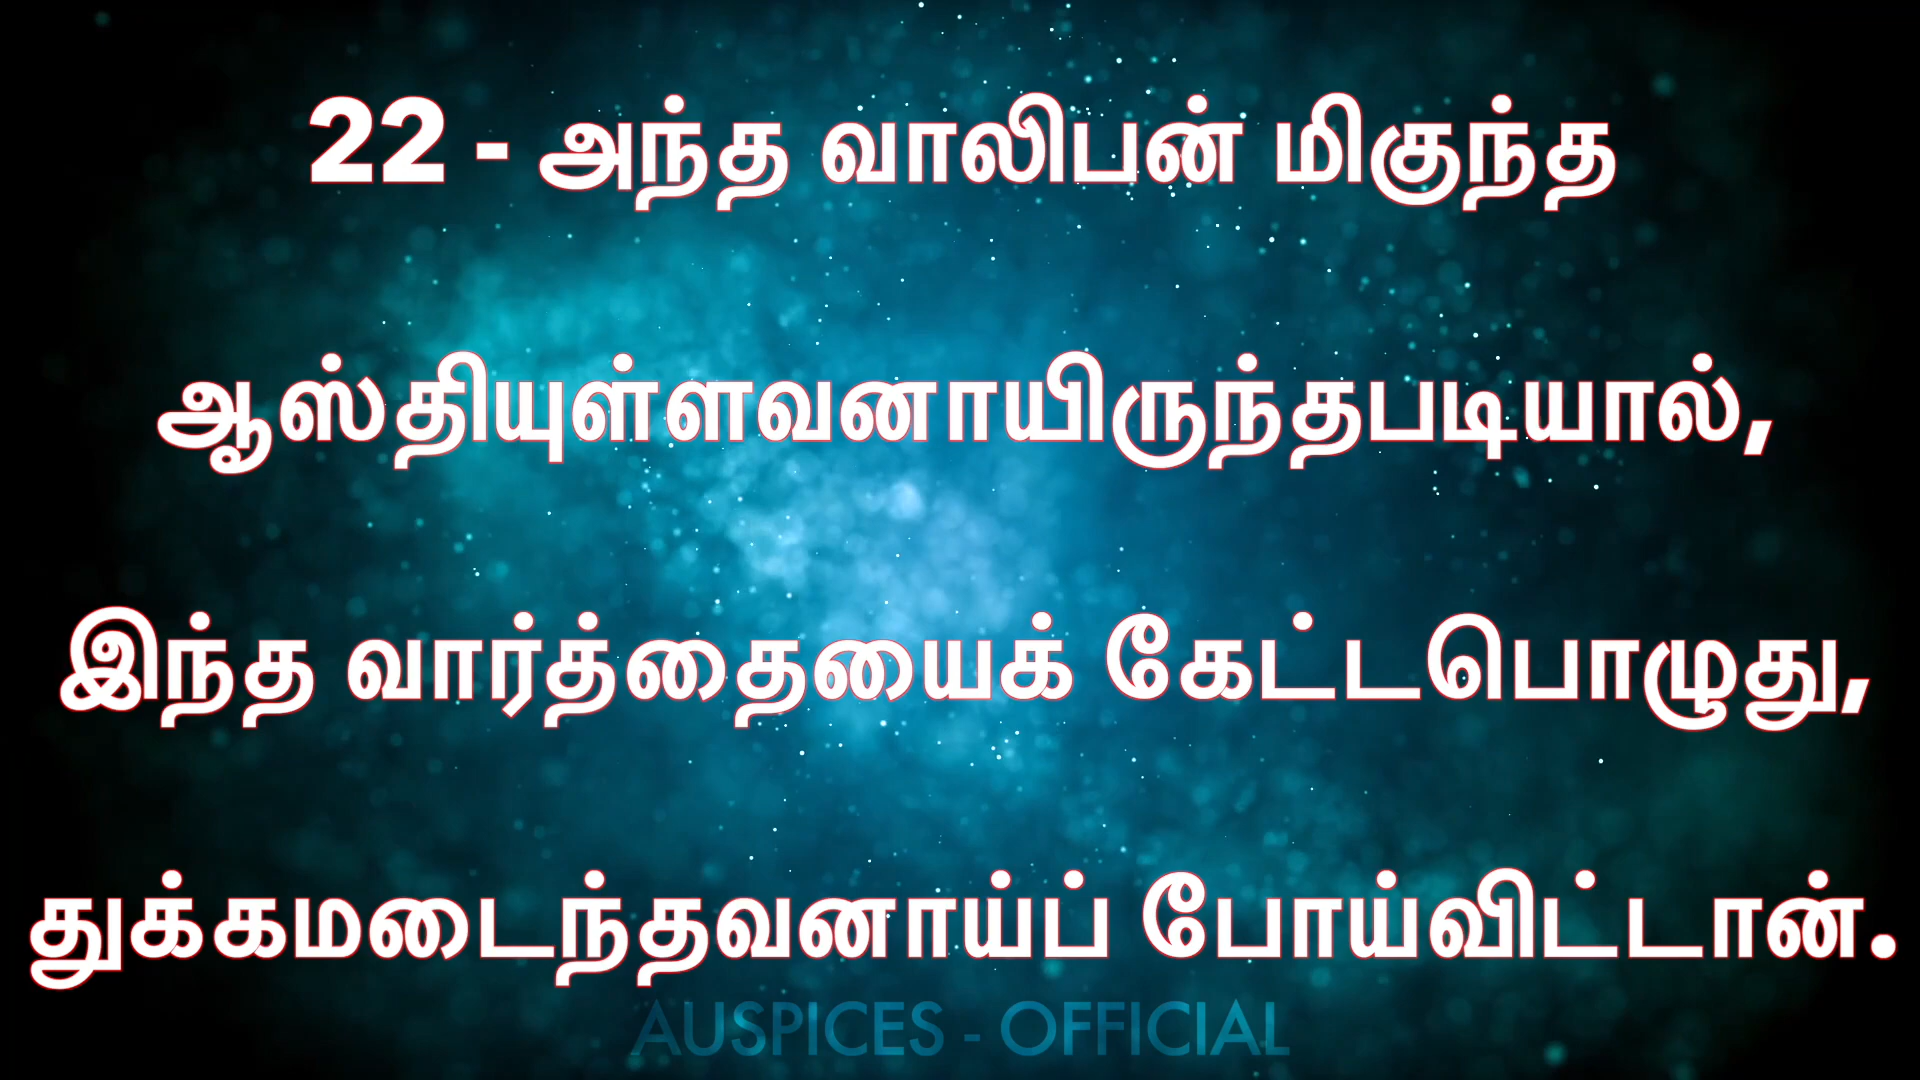 22 - அந்த வாலிபன் மிகுந்த
ஆஸ்தியுள்ளவனாயிருந்தபடியால்,
இந்த வார்த்தையைக் கேட்டபொழுது,
துக்கமடைந்தவனாய்ப் போய்விட்டான்.
AUSPICES - OFFICIAL